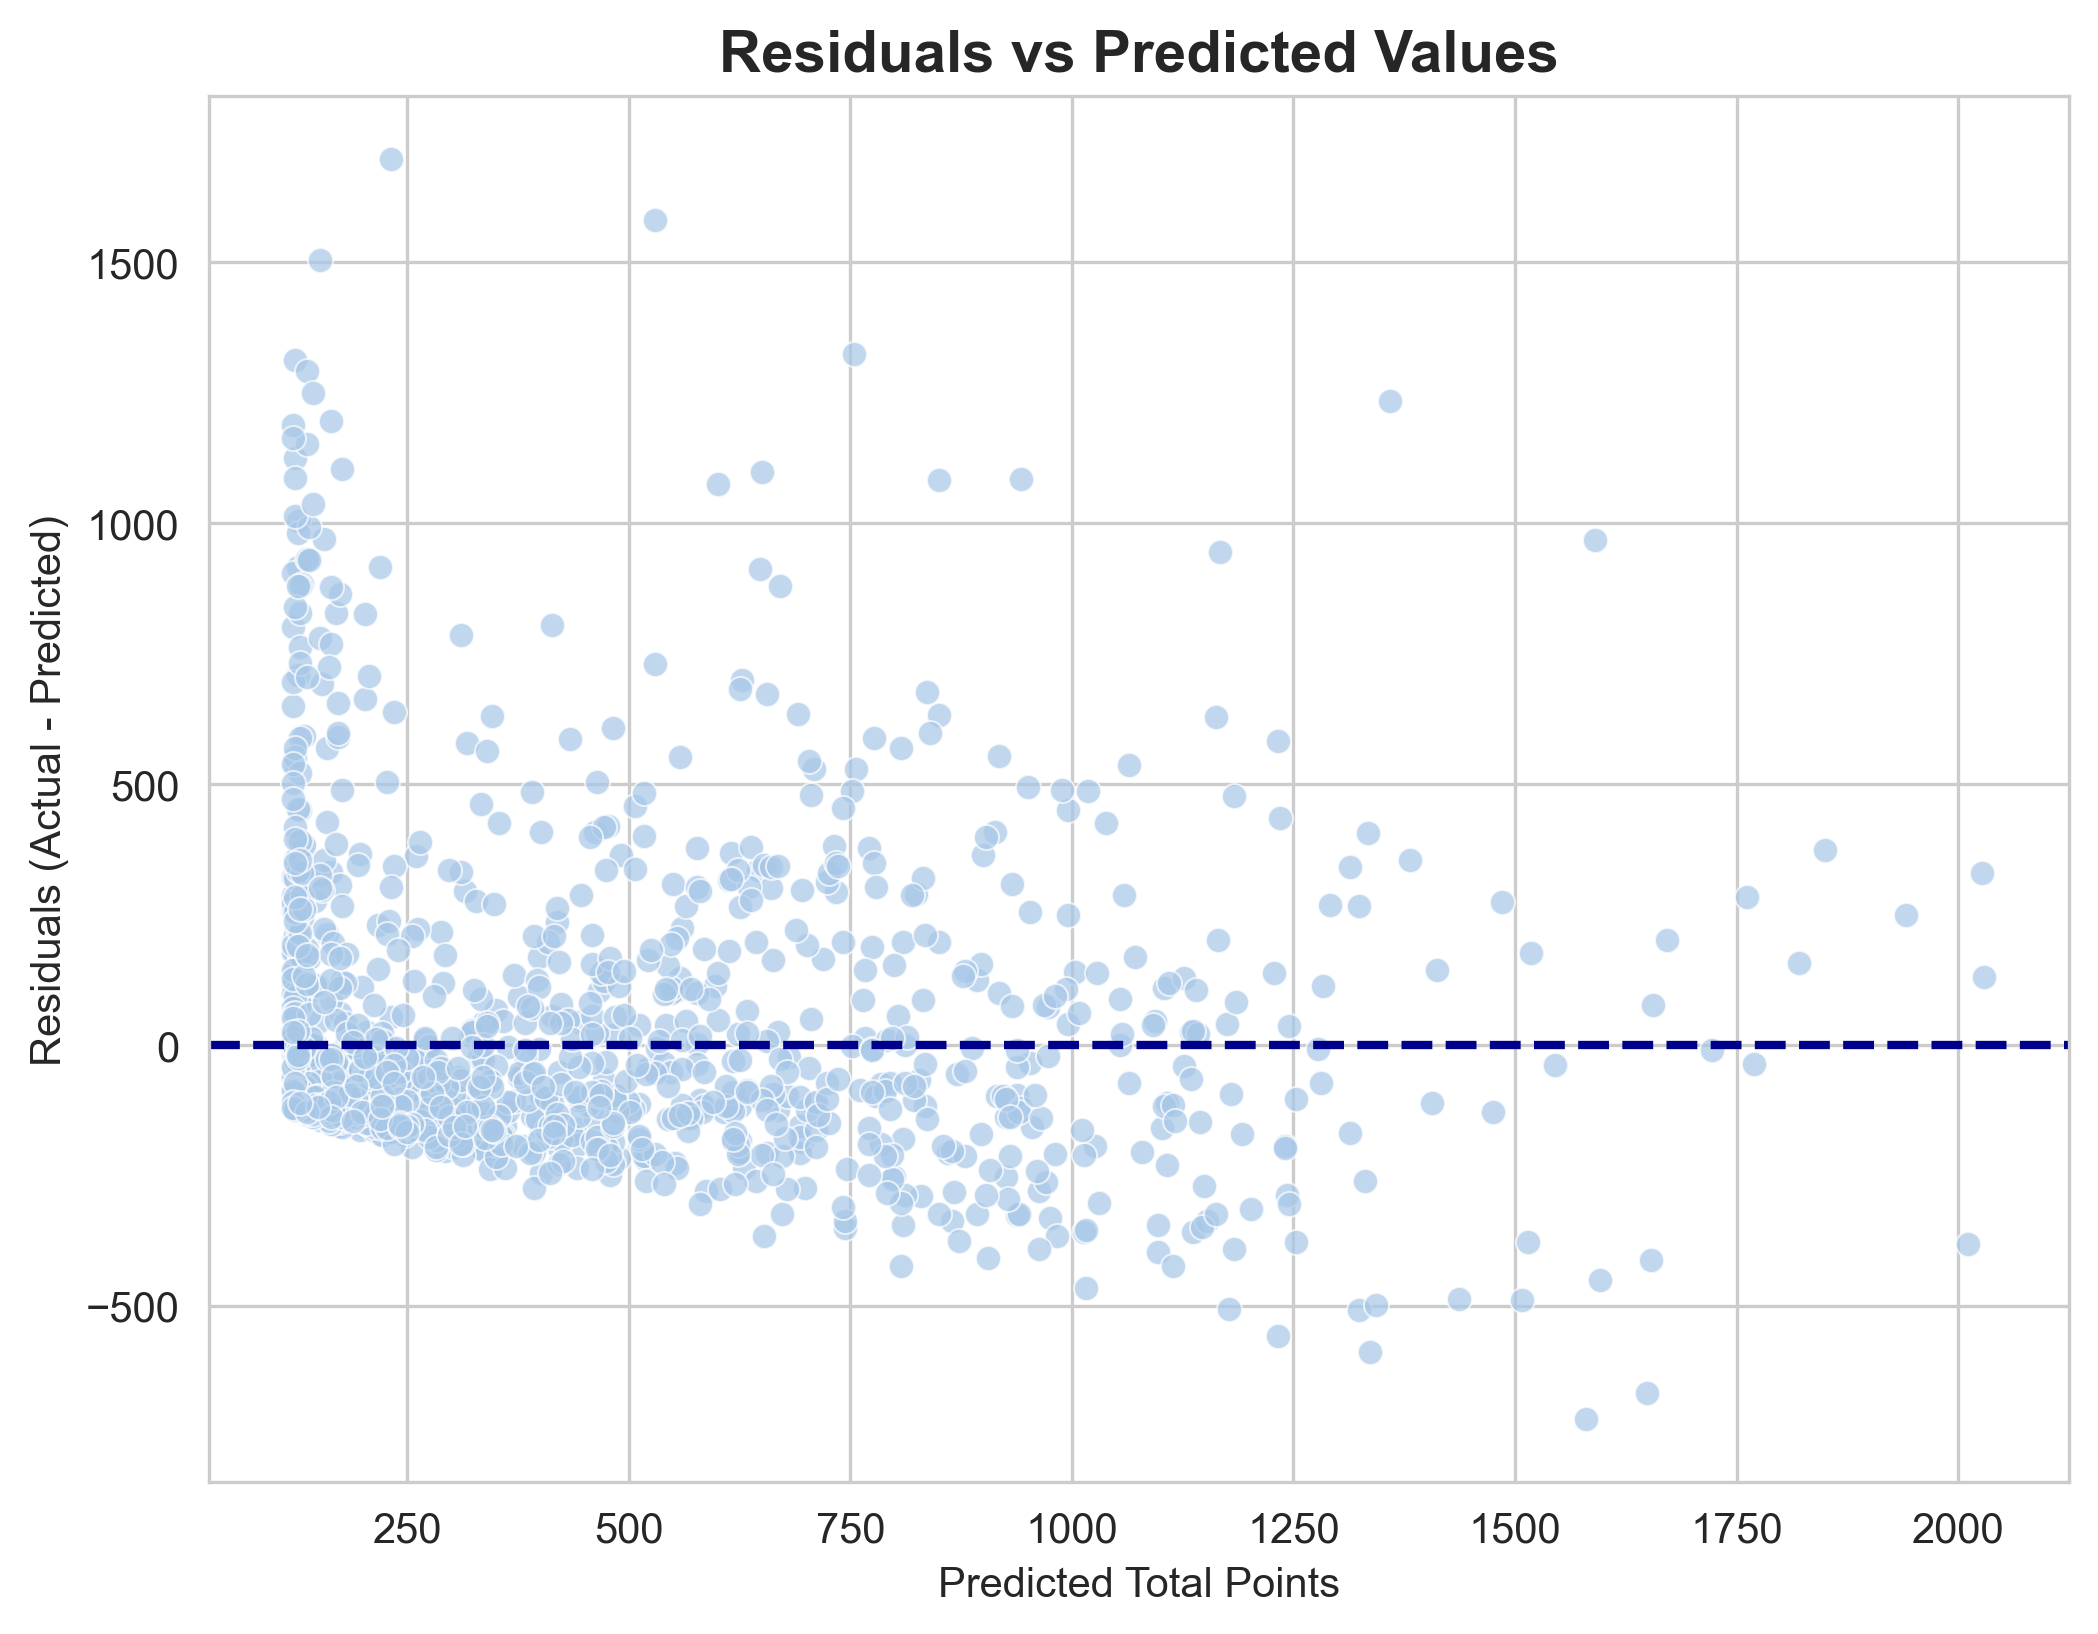 Residuals vs Predicted Values
Residuals (Actual - Predicted)
1500
1000
500
0
−500
250 500 750 1000 1250 1500 1750 2000
Predicted Total Points